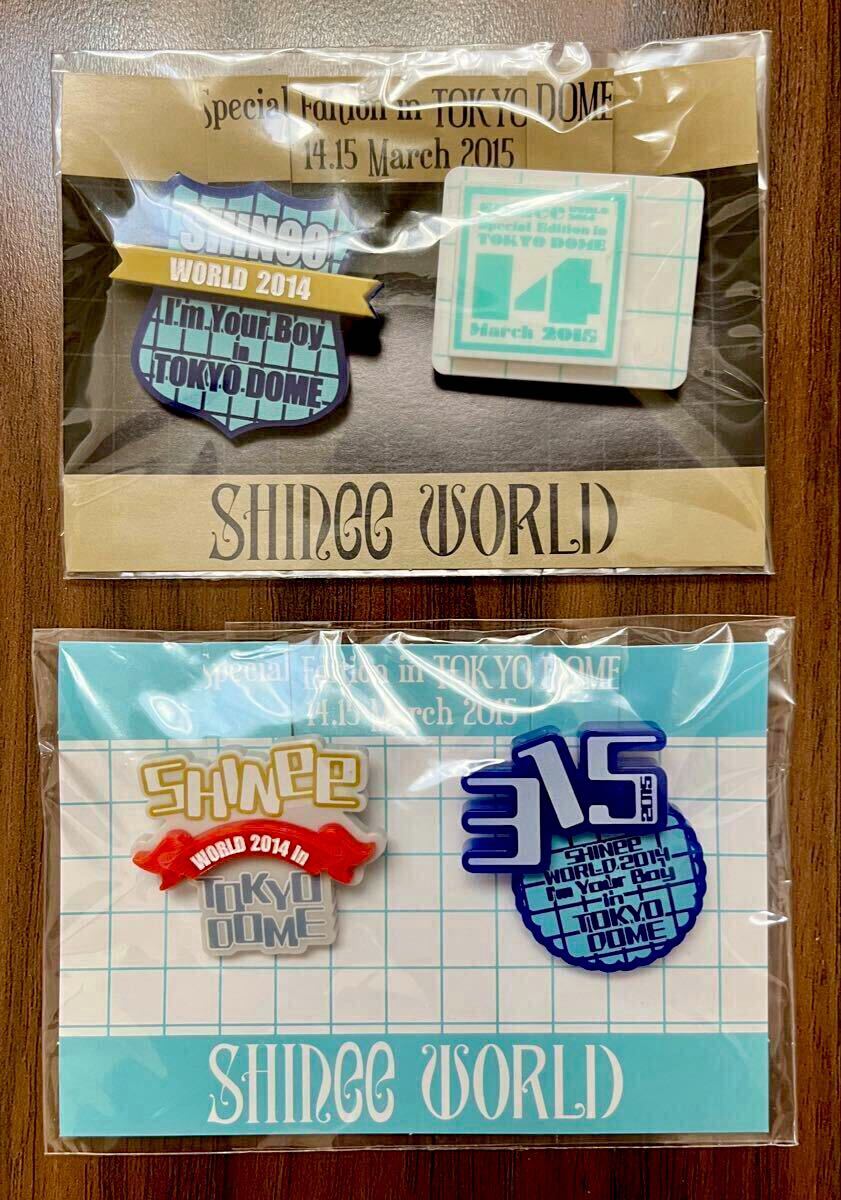 Special Edition in TOKYO DOME
14.15 March 2015
SHINee
WORLD 2014
I'm Your Boy
in
TOKYO DOME
SHINee WORLD
2014
Special Edition in
TOKYO DOME
14
March 2015
SHINee WORLD
Special Edition in TOKYO DOME
14.15 March 2015
SHINee
WORLD 2014 in
TOKYO
DOME
315
2015
SHINee
WORLD 2014
I'm Your Boy
in
TOKYO
DOME
SHINee WORLD